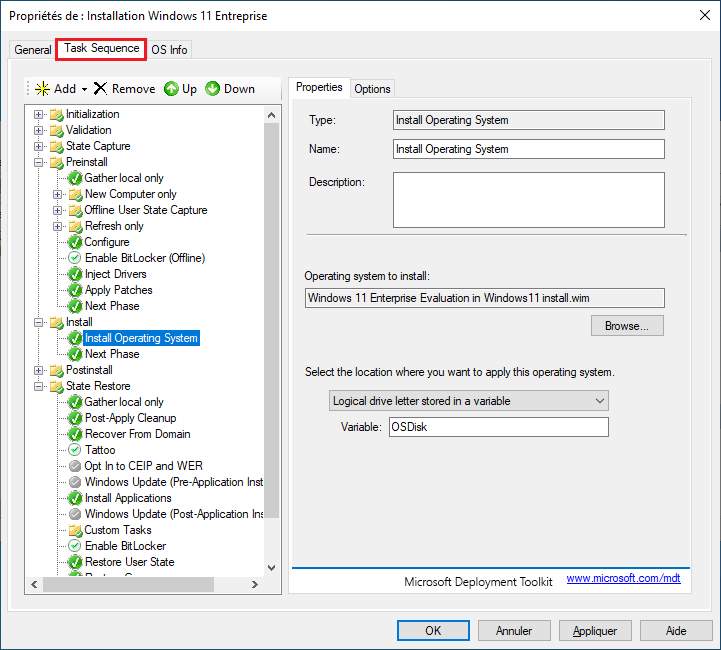 Propriétés de : Installation Windows 11 Entreprise
General Task Sequence OS Info
Add Remove Up Down
Initialization
Validation
State Capture
Preinstall
Gather local only
New Computer only
Offline User State Capture
Refresh only
Configure
Enable BitLocker (Offline)
Inject Drivers
Apply Patches
Next Phase
Install
Install Operating System
Next Phase
Postinstall
State Restore
Gather local only
Post-Apply Cleanup
Recover From Domain
Tattoo
Opt In to CEIP and WER
Windows Update (Pre-Application Inst
Install Applications
Windows Update (Post-Application Ins
Custom Tasks
Enable BitLocker
Restore User State
Properties Options
Type: Install Operating System
Name: Install Operating System
Description:
Operating system to install:
Windows 11 Enterprise Evaluation in Windows11 install.wim
Browse...
Select the location where you want to apply this operating system.
Logical drive letter stored in a variable
Variable: OSDisk
Microsoft Deployment Toolkit www.microsoft.com/mdt
OK Annuler Appliquer Aide